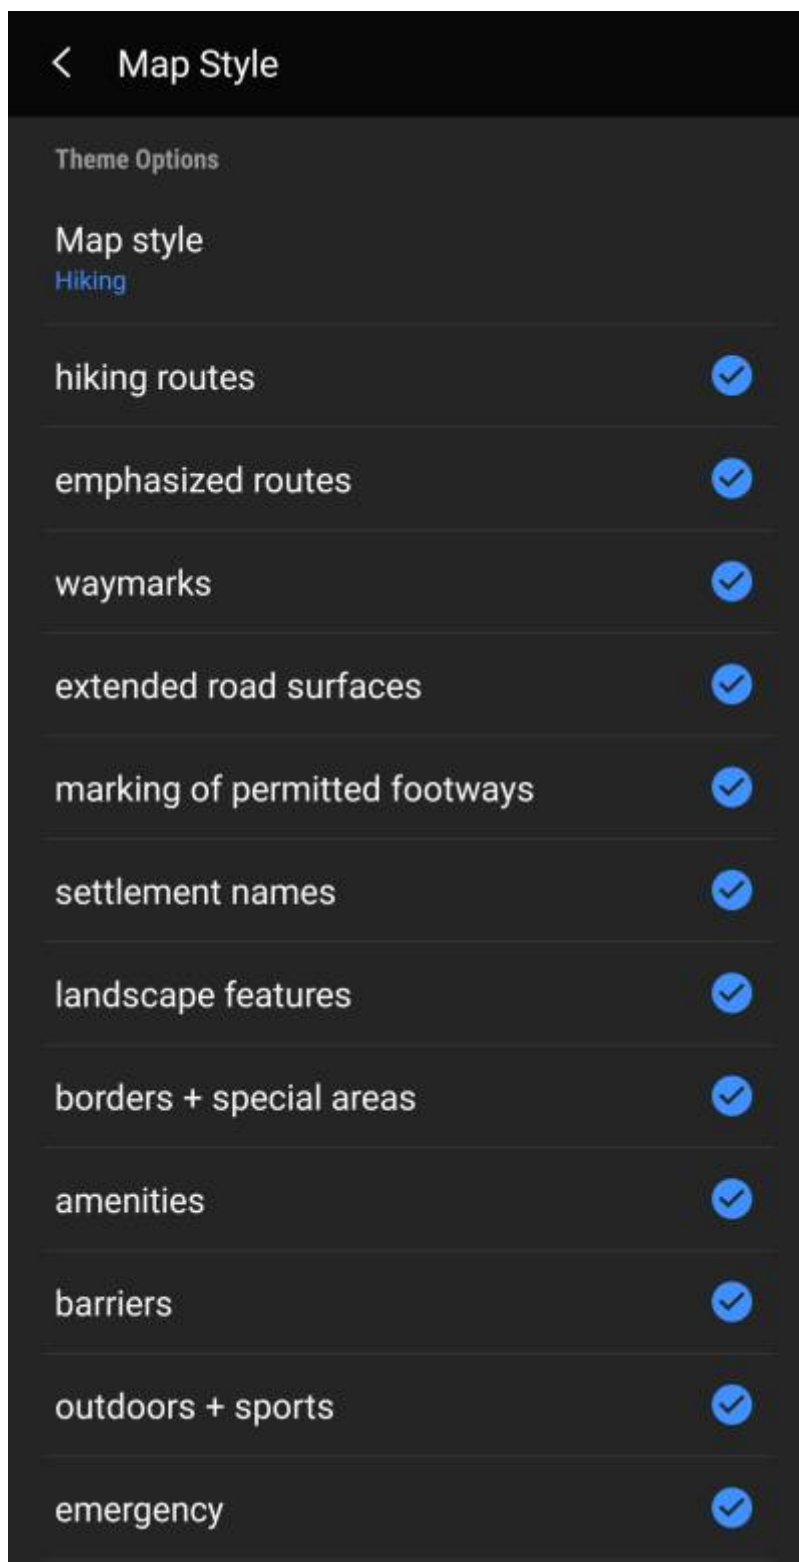 Map Style
Theme Options
Map style
Hiking
hiking routes
emphasized routes
waymarks
extended road surfaces
marking of permitted footways
settlement names
landscape features
borders + special areas
amenities
barriers
outdoors + sports
emergency